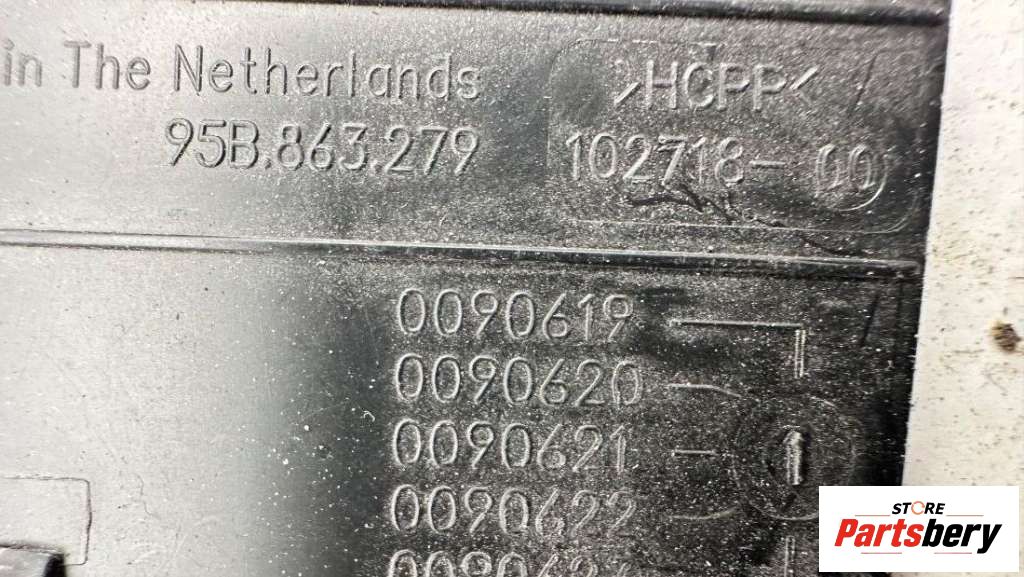 in The Netherlands
95B.863.279
>HCPP<
102718-00
0090619
0090620
0090621
0090622
STORE
Partsbery